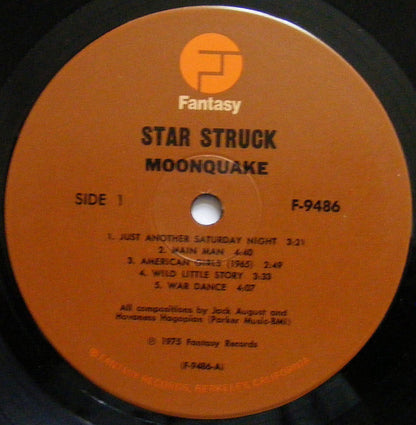 Fantasy
STAR STRUCK
MOONQUAKE
SIDE 1
F-9486
1. JUST ANOTHER SATURDAY NIGHT 3:21
2. MAIN MAN 4:40
3. AMERICAN GIRLS (1965) 2:49
4. WILD LITTLE STORY 3:33
5. WAR DANCE 4:07
All compositions by Jack August and
Hovaness Hagopian (Parker Music-BMI)
℗ 1975 Fantasy Records
(F-9486-A)
© FANTASY RECORDS, BERKELEY, CALIFORNIA